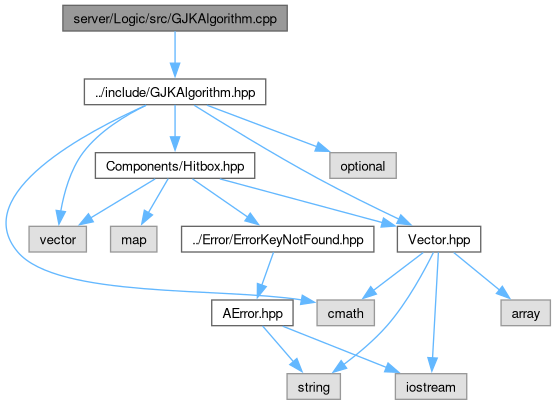 server/Logic/src/GJKAlgorithm.cpp
../include/GJKAlgorithm.hpp
Components/Hitbox.hpp
optional
vector
map
../Error/ErrorKeyNotFound.hpp
Vector.hpp
AError.hpp
cmath
array
string
iostream